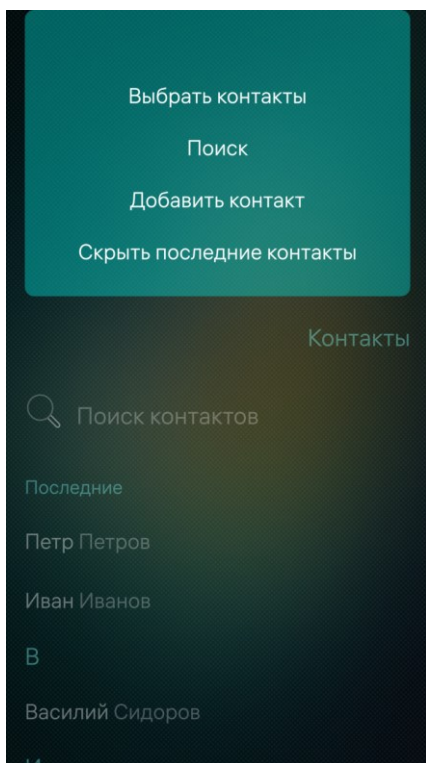 Выбрать контакты
Поиск
Добавить контакт
Скрыть последние контакты
Контакты
Поиск контактов
Последние
Петр Петров
Иван Иванов
В
Василий Сидоров